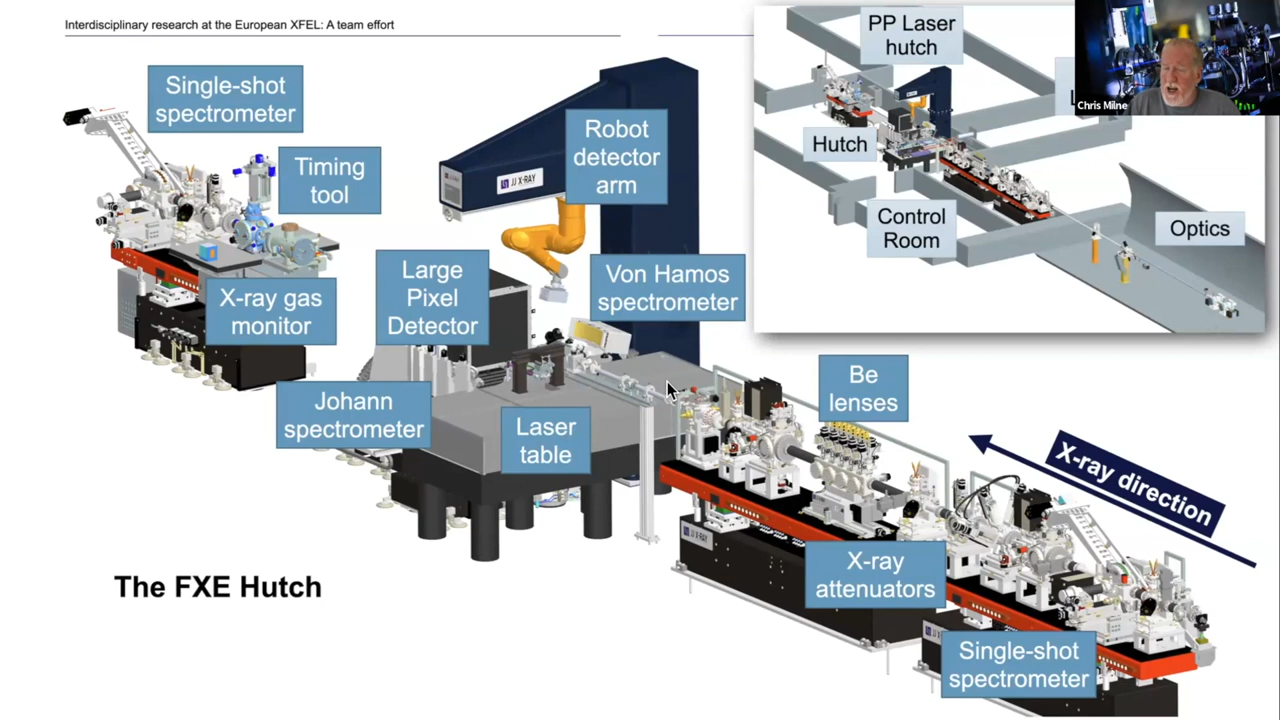 Interdisciplinary research at the European XFEL: A team effort
Single-shot
spectrometer
Timing
tool
X-ray gas
monitor
Johann
spectrometer
Large
Pixel
Detector
Robot
detector
arm
JJ X-RAY
Von Hamos
spectrometer
Laser
table
Be
lenses
X-ray direction
X-ray
attenuators
JJ X-RAY
Single-shot
spectrometer
The FXE Hutch
PP Laser
hutch
Hutch
Control
Room
Optics
Chris Milne